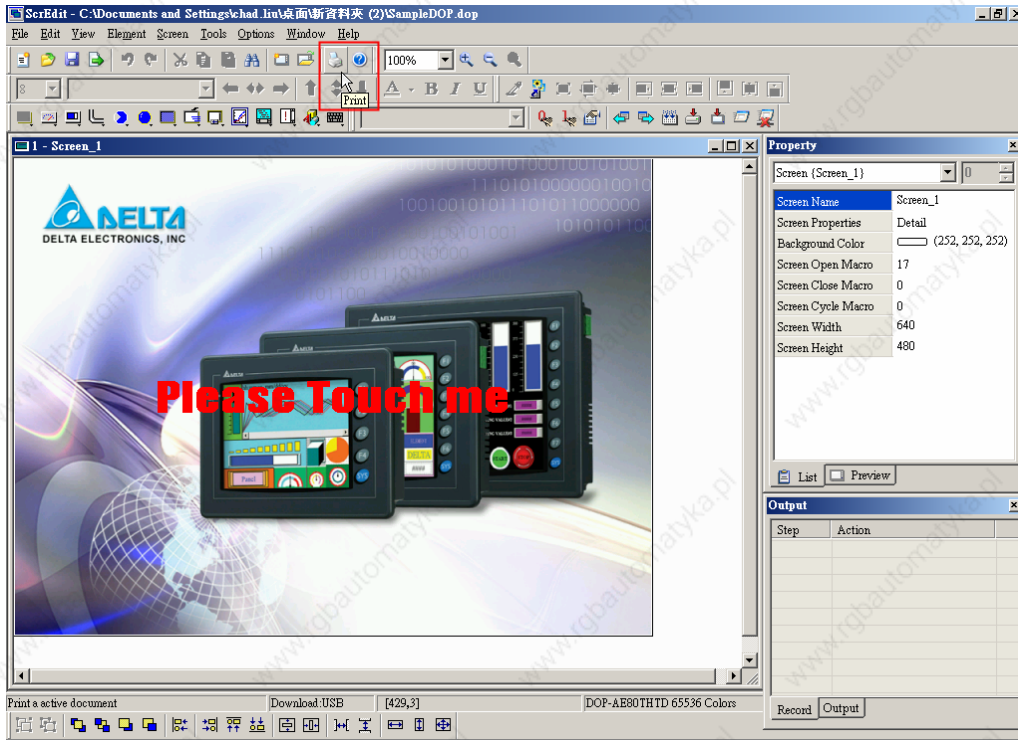 ScrEdit - C:\Documents and Settings\chad.liu\桌面\新資料夾 (2)\SampleDOP.dop
File Edit View Element Screen Tools Options Window Help
100%
8
A B I U
Print
1 - Screen_1
DELTA
DELTA ELECTRONICS, INC
Please Touch me
Property
Screen {Screen_1}
0
Screen Name Screen_1
Screen Properties Detail
Background Color (252, 252, 252)
Screen Open Macro 17
Screen Close Macro 0
Screen Cycle Macro 0
Screen Width 640
Screen Height 480
List Preview
Output
Step Action
Record Output
Print a active document Download:USB [429,3] DOP-AE80THTD 65536 Colors
www.rgbautomatyka.pl